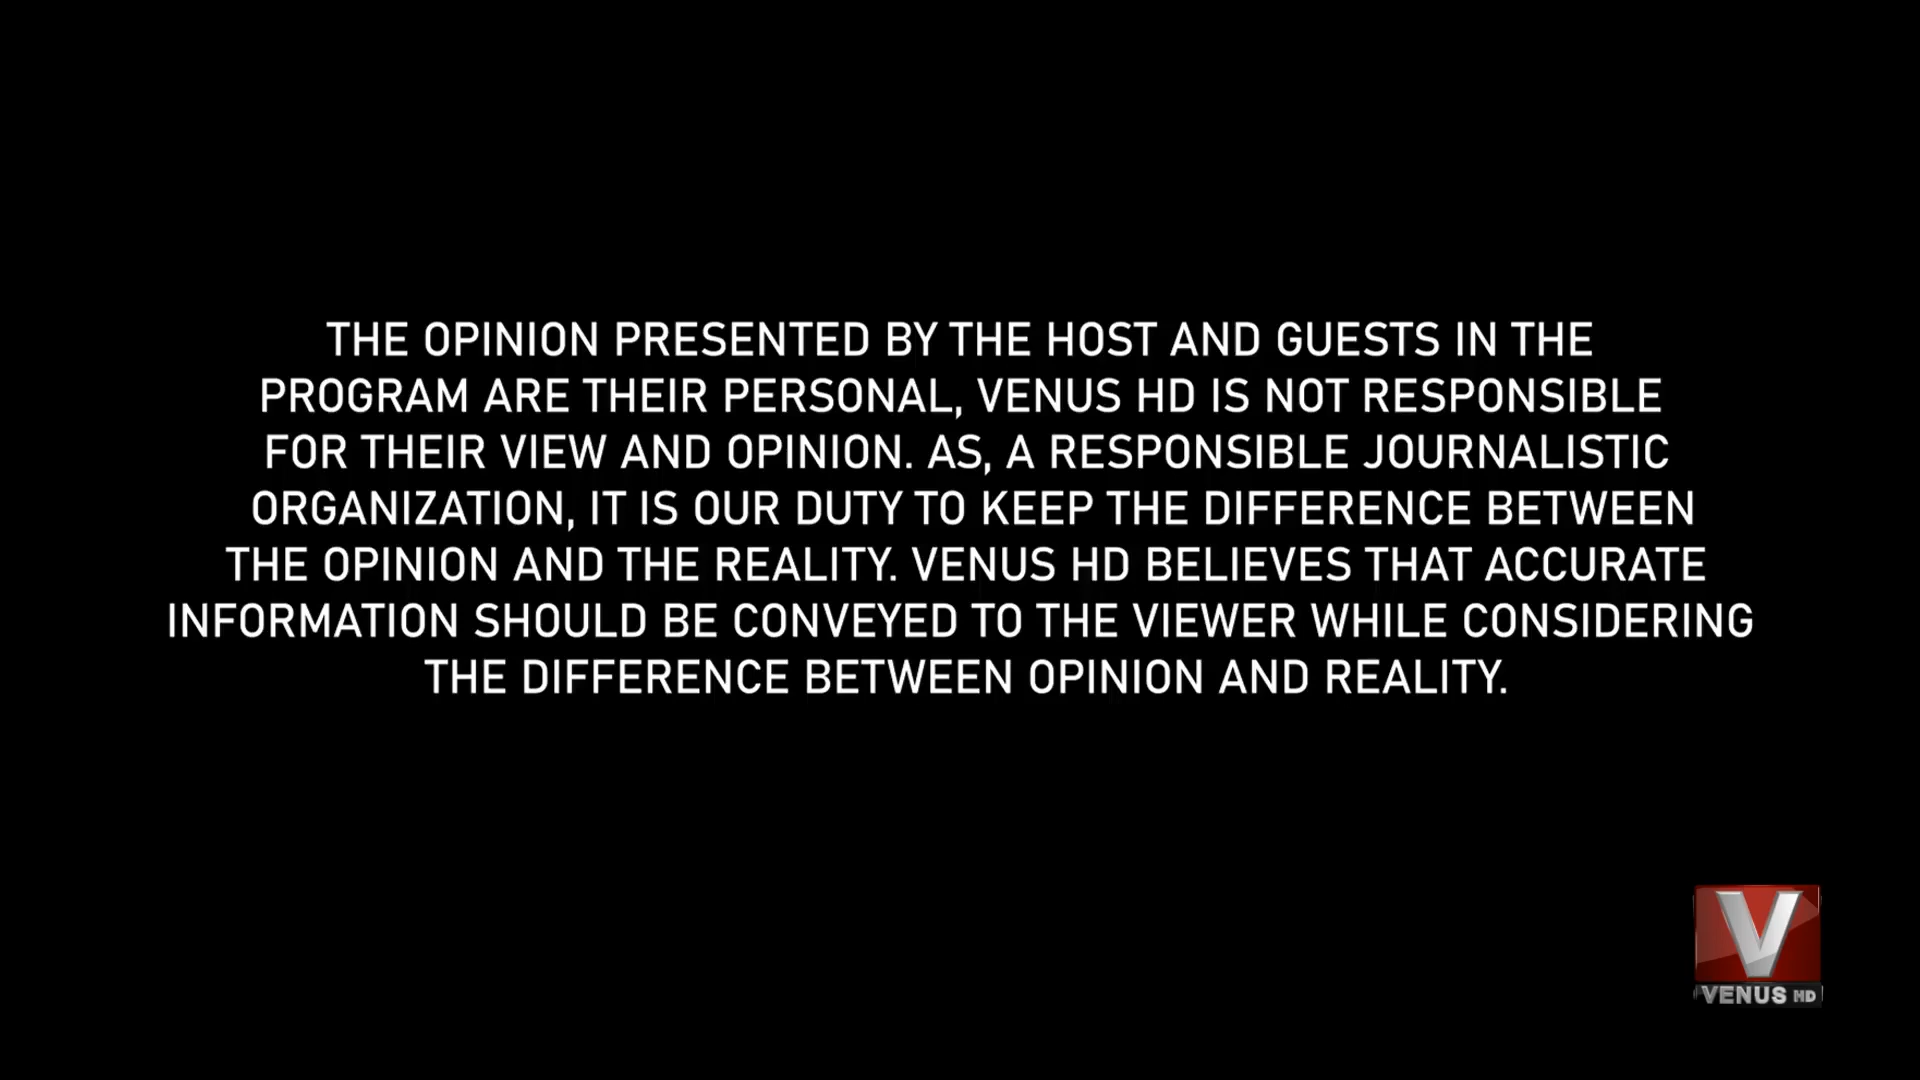 THE OPINION PRESENTED BY THE HOST AND GUESTS IN THE
PROGRAM ARE THEIR PERSONAL, VENUS HD IS NOT RESPONSIBLE
FOR THEIR VIEW AND OPINION. AS, A RESPONSIBLE JOURNALISTIC
ORGANIZATION, IT IS OUR DUTY TO KEEP THE DIFFERENCE BETWEEN
THE OPINION AND THE REALITY. VENUS HD BELIEVES THAT ACCURATE
INFORMATION SHOULD BE CONVEYED TO THE VIEWER WHILE CONSIDERING
THE DIFFERENCE BETWEEN OPINION AND REALITY.
V
VENUS HD